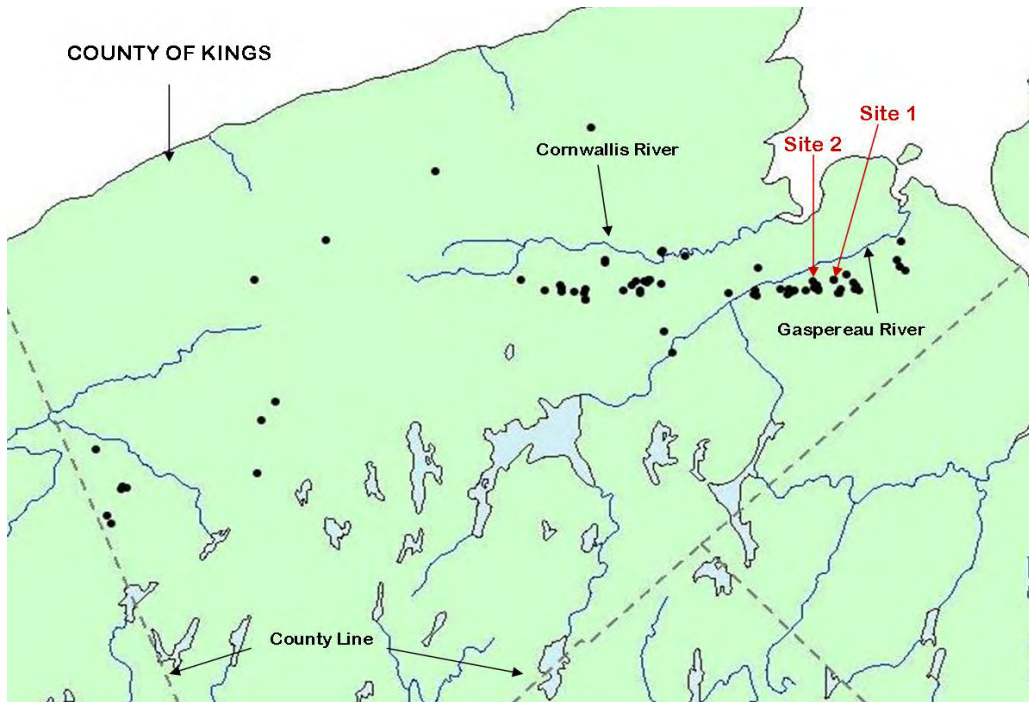 COUNTY OF KINGS
Site 1
Cornwallis River
Site 2
Gaspereau River
County Line